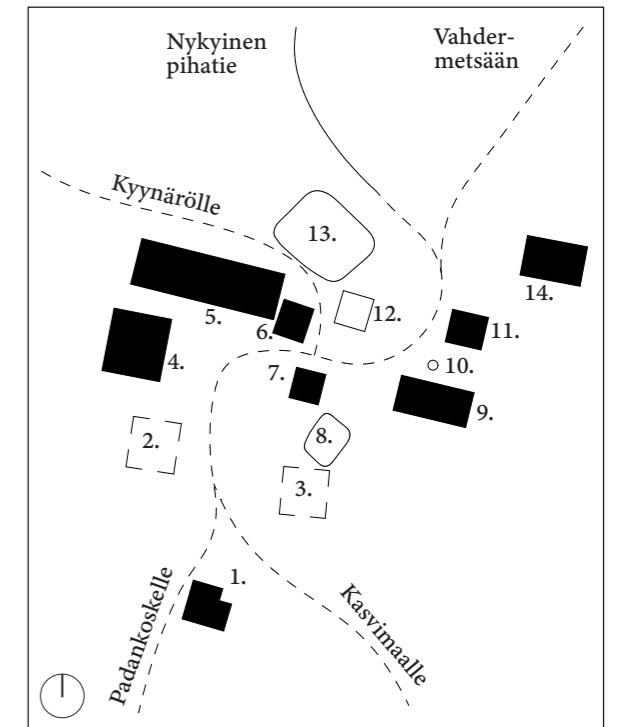 Nykyinen
pihatie
Vahder-
metsään
Kyynärölle
13.
14.
5.
6.
12.
11.
4.
7.
10.
9.
2.
8.
3.
1.
Padankoskelle
Kasvimaalle